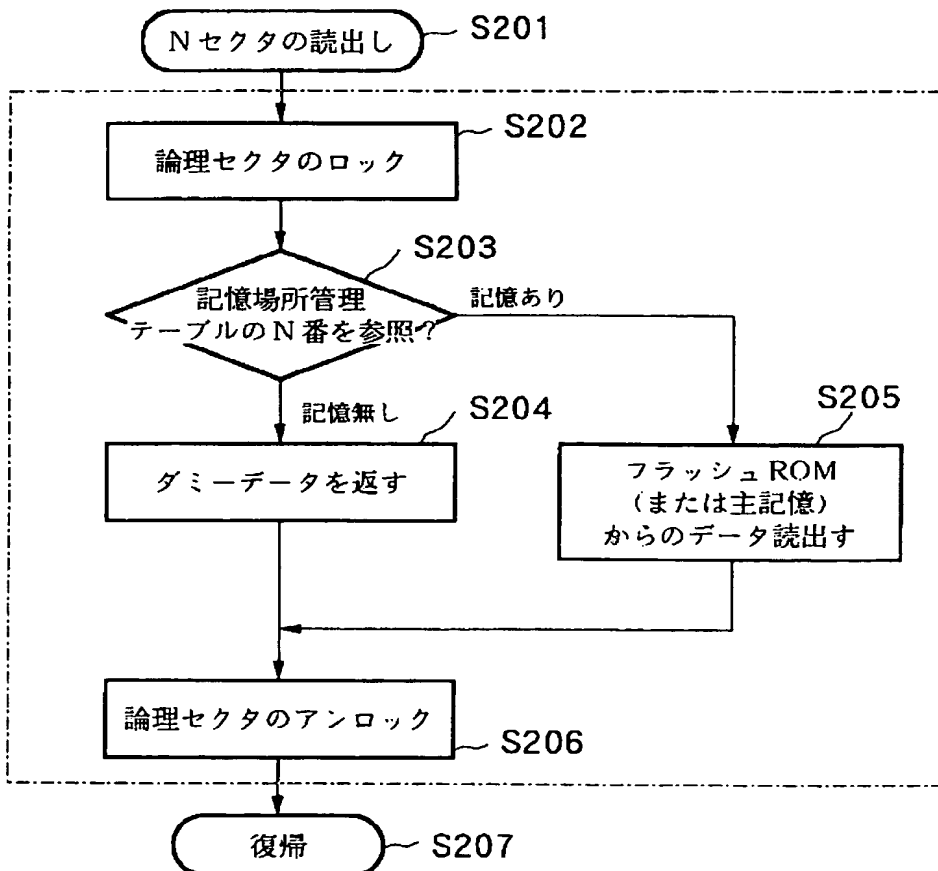 Nセクタの読出し
S201
S202
論理セクタのロック
S203
記憶場所管理
テーブルのN番を参照?
記憶あり
記憶無し
S204
ダミーデータを返す
S205
フラッシュROM
(または主記憶)
からのデータ読出す
論理セクタのアンロック
S206
復帰
S207